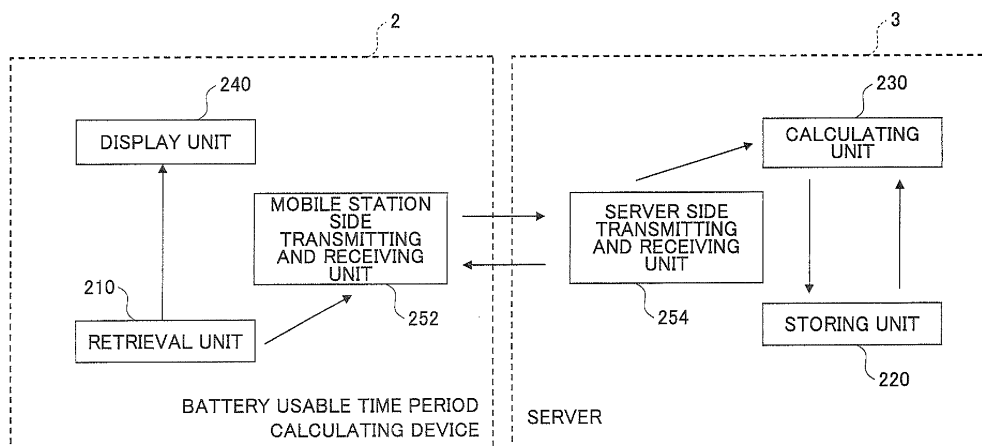 2
3
240
DISPLAY UNIT
230
CALCULATING
UNIT
MOBILE STATION
SIDE
TRANSMITTING
AND RECEIVING
UNIT
252
SERVER SIDE
TRANSMITTING
AND RECEIVING
UNIT
254
210
RETRIEVAL UNIT
STORING UNIT
220
BATTERY USABLE TIME PERIOD
CALCULATING DEVICE
SERVER